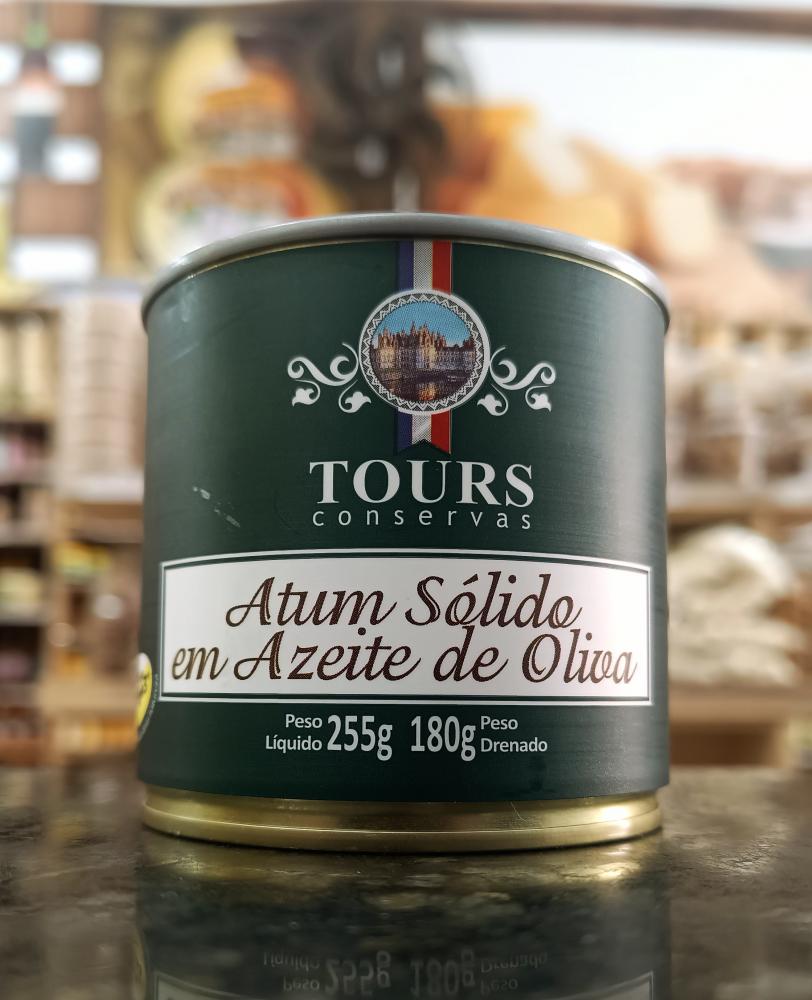 TOURS
conservas
Atum Sólido
em Azeite de Oliva
Peso Líquido 255g 180g Peso Drenado